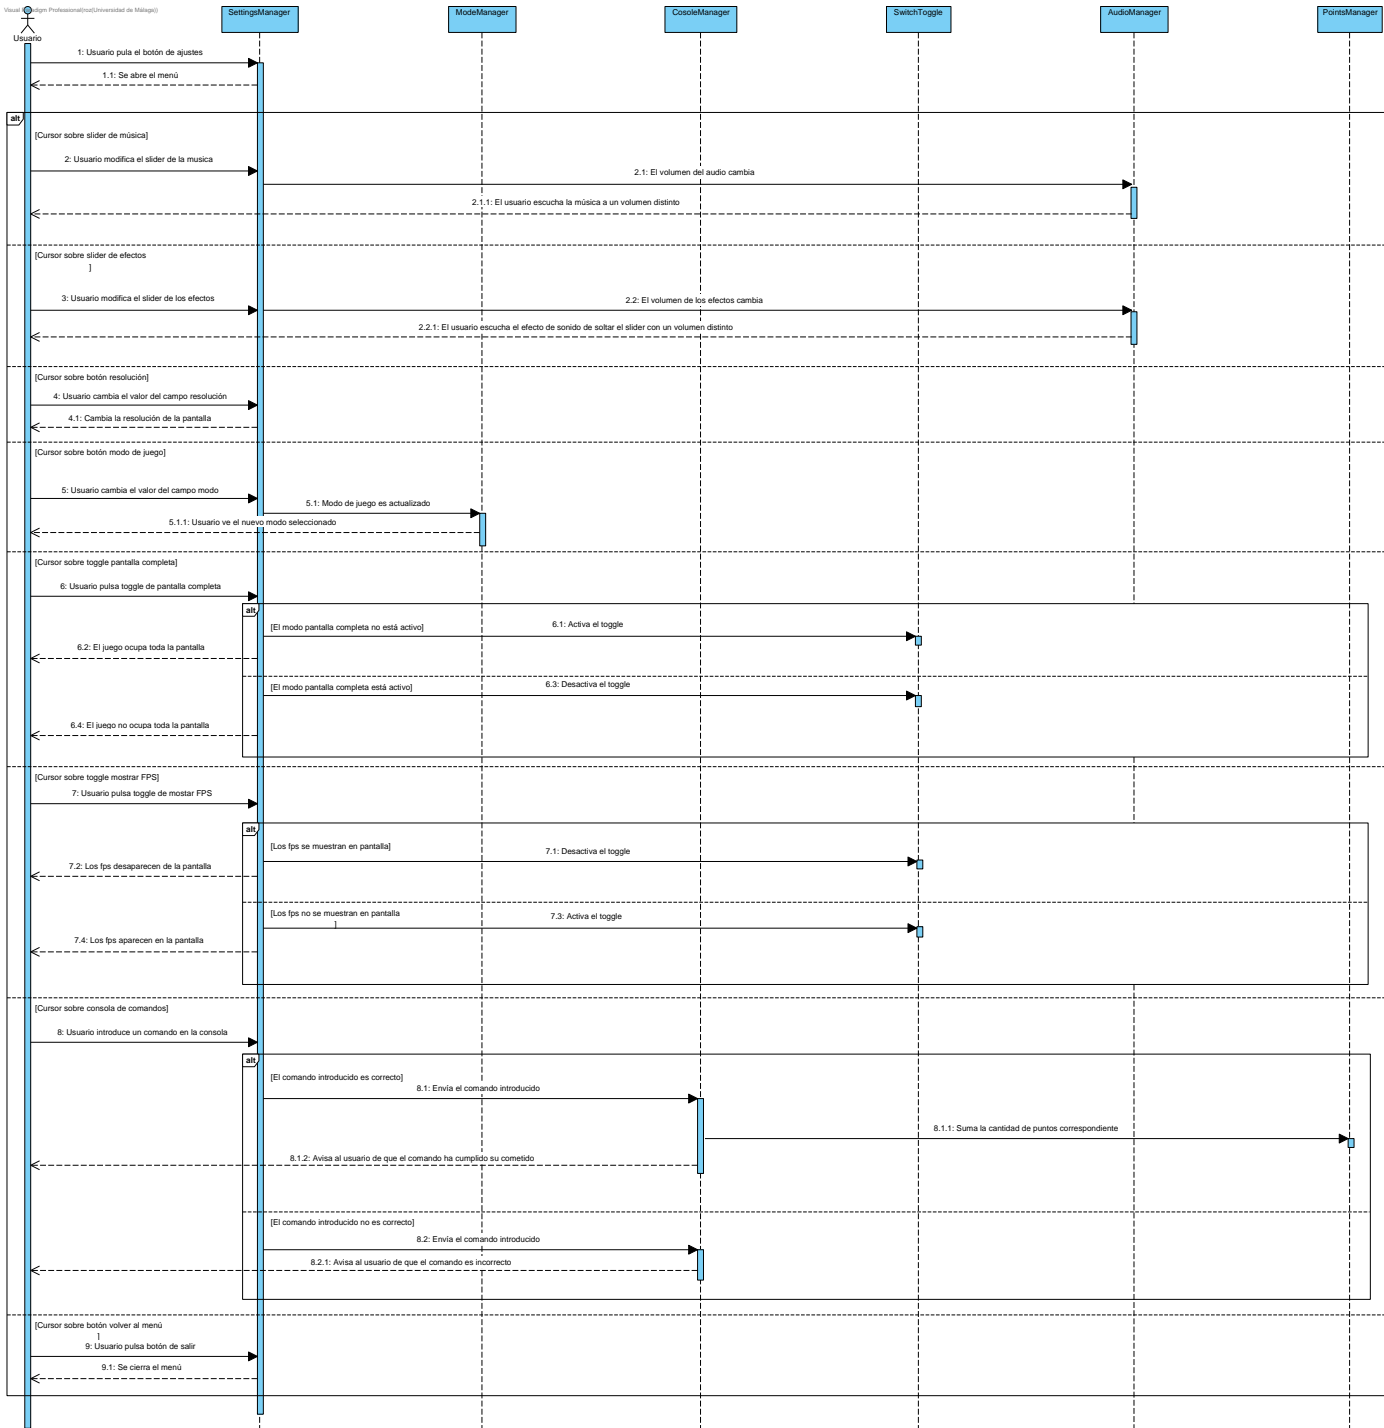 Visual Paradigm Professional(roz(Universidad de Málaga))
Usuario
SettingsManager
ModeManager
CosoleManager
SwitchToggle
AudioManager
PointsManager
1: Usuario pula el botón de ajustes
1.1: Se abre el menú
alt
[Cursor sobre slider de música]
2: Usuario modifica el slider de la musica
2.1: El volumen del audio cambia
2.1.1: El usuario escucha la música a un volumen distinto
[Cursor sobre slider de efectos
]
3: Usuario modifica el slider de los efectos
2.2: El volumen de los efectos cambia
2.2.1: El usuario escucha el efecto de sonido de soltar el slider con un volumen distinto
[Cursor sobre botón resolución]
4: Usuario cambia el valor del campo resolución
4.1: Cambia la resolución de la pantalla
[Cursor sobre botón modo de juego]
5: Usuario cambia el valor del campo modo
5.1: Modo de juego es actualizado
5.1.1: Usuario ve el nuevo modo seleccionado
[Cursor sobre toggle pantalla completa]
6: Usuario pulsa toggle de pantalla completa
alt
[El modo pantalla completa no está activo]
6.1: Activa el toggle
6.2: El juego ocupa toda la pantalla
[El modo pantalla completa está activo]
6.3: Desactiva el toggle
6.4: El juego no ocupa toda la pantalla
[Cursor sobre toggle mostrar FPS]
7: Usuario pulsa toggle de mostar FPS
alt
[Los fps se muestran en pantalla]
7.1: Desactiva el toggle
7.2: Los fps desaparecen de la pantalla
[Los fps no se muestran en pantalla
]
7.3: Activa el toggle
7.4: Los fps aparecen en la pantalla
[Cursor sobre consola de comandos]
8: Usuario introduce un comando en la consola
alt
[El comando introducido es correcto]
8.1: Envía el comando introducido
8.1.1: Suma la cantidad de puntos correspondiente
8.1.2: Avisa al usuario de que el comando ha cumplido su cometido
[El comando introducido no es correcto]
8.2: Envía el comando introducido
8.2.1: Avisa al usuario de que el comando es incorrecto
[Cursor sobre botón volver al menú
]
9: Usuario pulsa botón de salir
9.1: Se cierra el menú